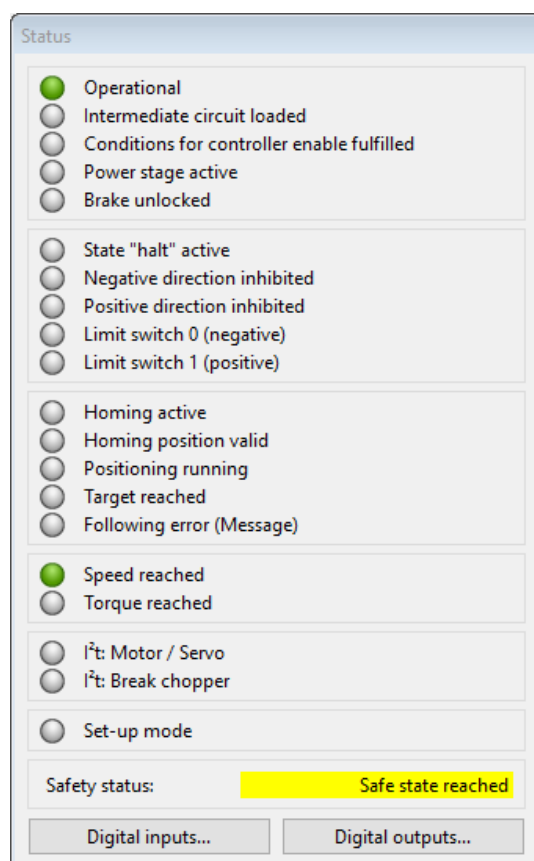 Status
Operational
Intermediate circuit loaded
Conditions for controller enable fulfilled
Power stage active
Brake unlocked
State "halt" active
Negative direction inhibited
Positive direction inhibited
Limit switch 0 (negative)
Limit switch 1 (positive)
Homing active
Homing position valid
Positioning running
Target reached
Following error (Message)
Speed reached
Torque reached
I²t: Motor / Servo
I²t: Break chopper
Set-up mode
Safety status: Safe state reached
Digital inputs... Digital outputs...